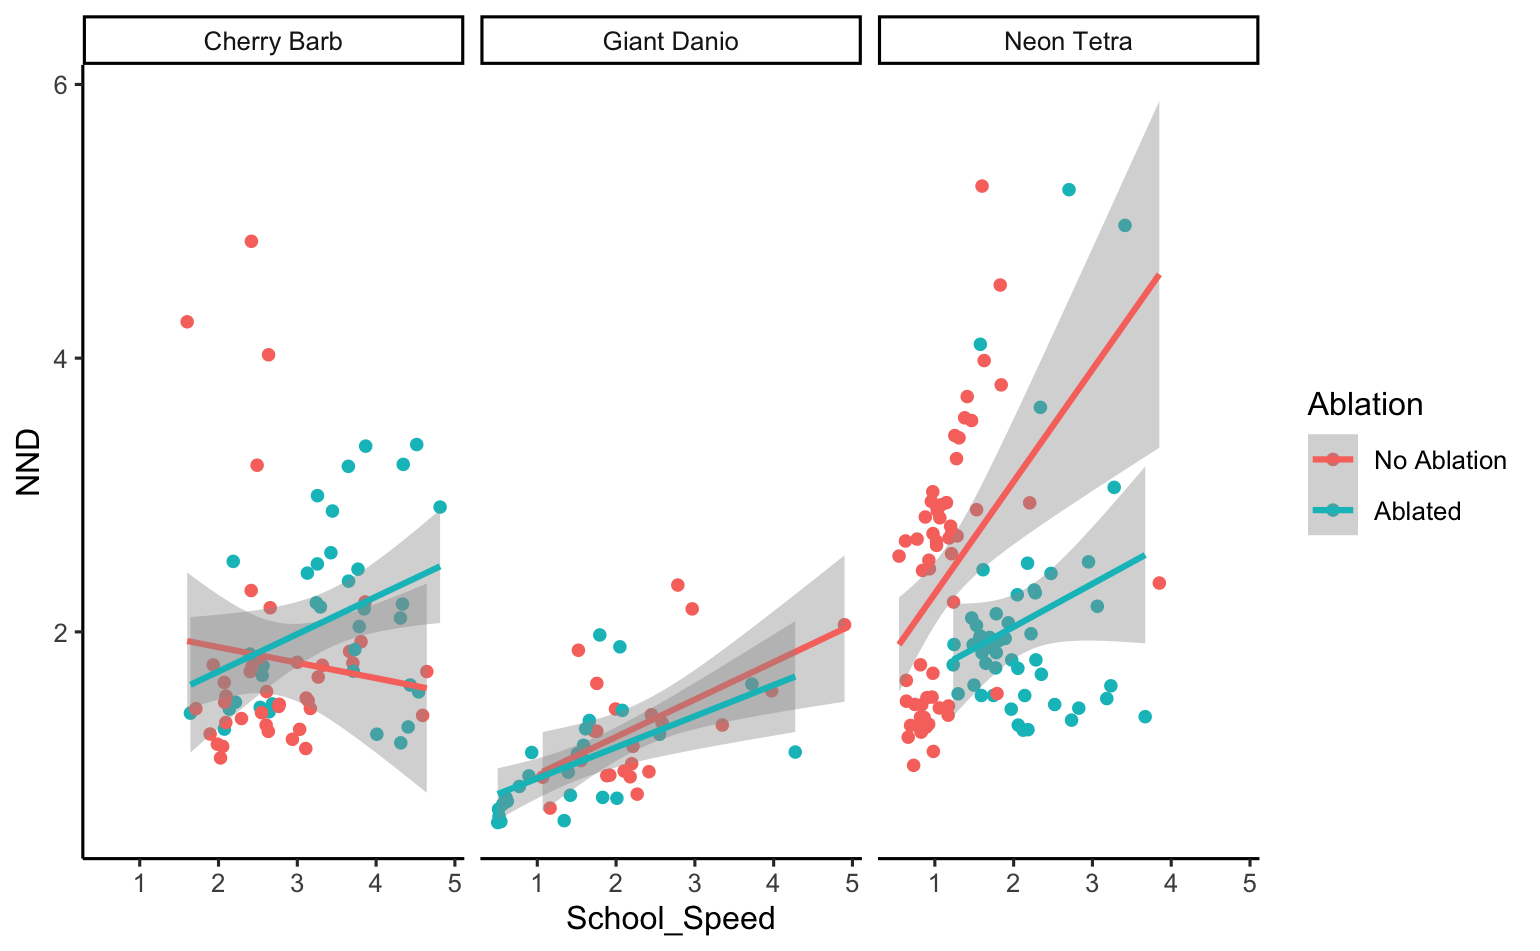 Cherry Barb Giant Danio Neon Tetra
6
4
2
NND
1 2 3 4 5 1 2 3 4 5 1 2 3 4 5
School_Speed
Ablation
No Ablation
Ablated